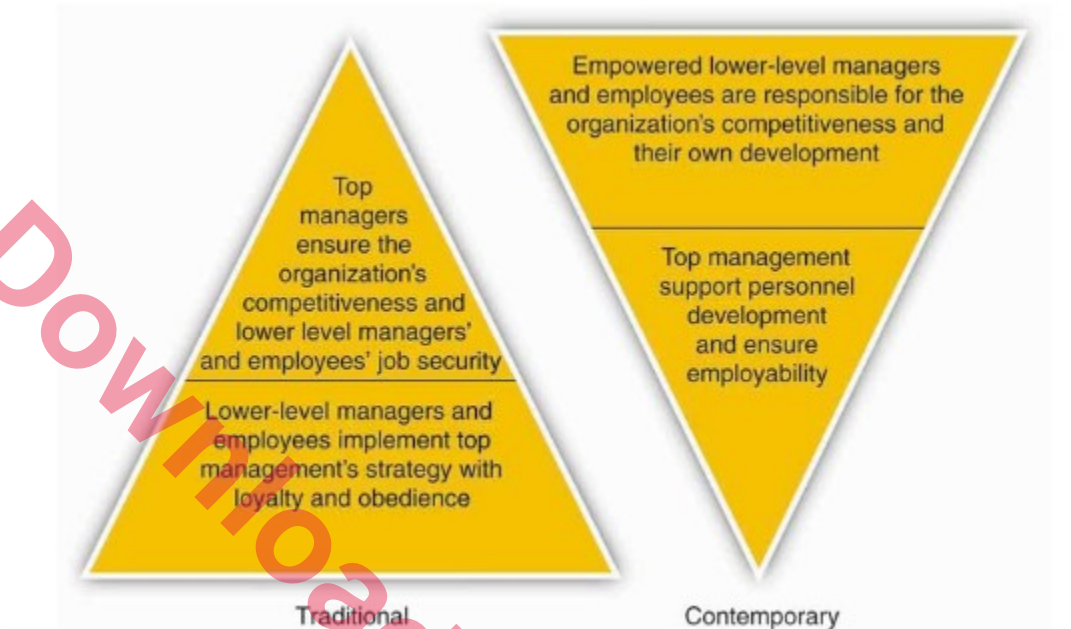 Top
managers
ensure the
organization's
competitiveness and
lower level managers'
and employees' job security
Lower-level managers and
employees implement top
management's strategy with
loyalty and obedience
Traditional
Empowered lower-level managers
and employees are responsible for the
organization's competitiveness and
their own development
Top management
support personnel
development
and ensure
employability
Contemporary
Downloa